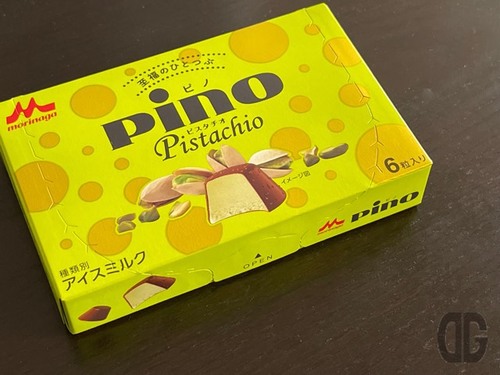 至福のひとつぶ
morinaga
ピノ
pino
ピスタチオ
Pistachio
イメージ図
6粒入り
種類別
アイスミルク
OPEN
pino
DG